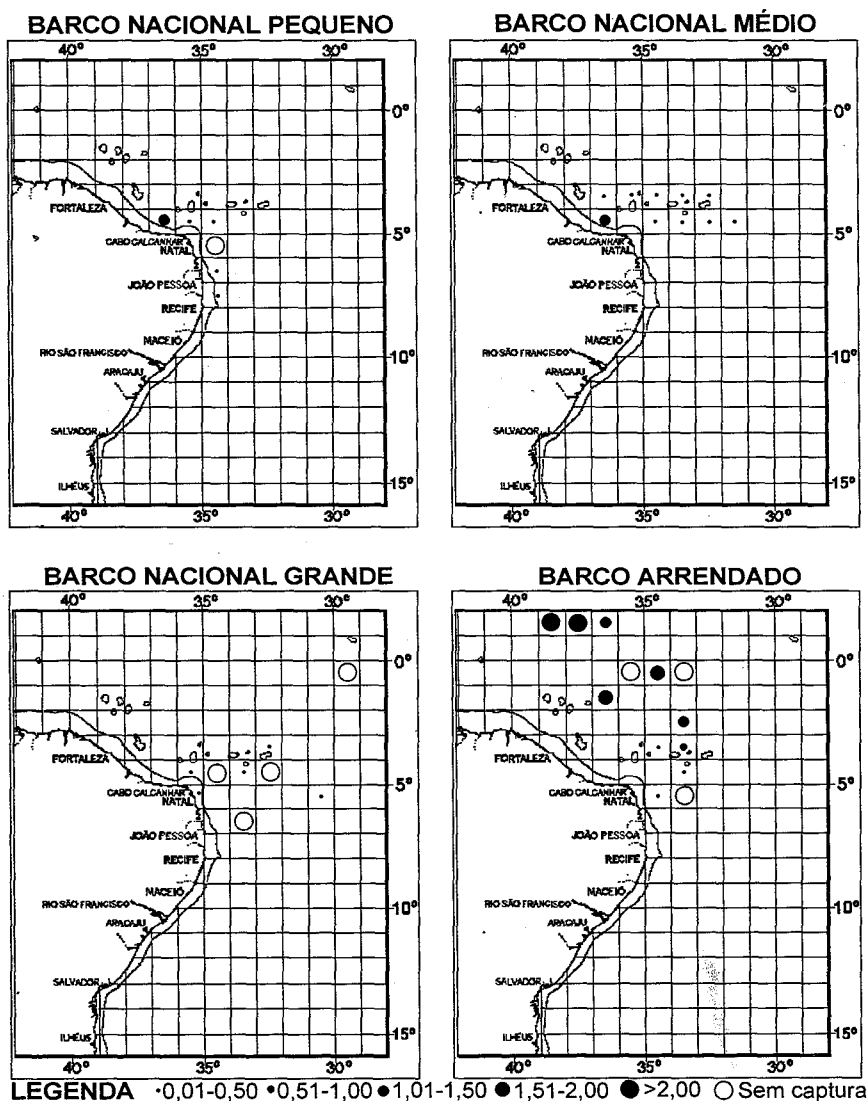 BARCO NACIONAL PEQUENO
40° 35° 30°
0°
FORTALEZA
CABO CALCANHAR
NATAL
5°
JOÃO PESSOA
RECIFE
MACEIÓ
RIO SÃO FRANCISCO
10°
ARACAJU
SALVADOR
ILHÉUS
15°
40° 35° 30°
BARCO NACIONAL MÉDIO
40° 35° 30°
0°
FORTALEZA
CABO CALCANHAR
NATAL
5°
JOÃO PESSOA
RECIFE
MACEIÓ
RIO SÃO FRANCISCO
10°
ARACAJU
SALVADOR
ILHÉUS
15°
40° 35° 30°
BARCO NACIONAL GRANDE
40° 35° 30°
0°
FORTALEZA
5°
CABO CALCANHAR
NATAL
JOÃO PESSOA
RECIFE
MACEIÓ
RIO SÃO FRANCISCO
10°
ARACAJU
SALVADOR
ILHÉUS
15°
40° 35° 30°
BARCO ARRENDADO
40° 35° 30°
0°
FORTALEZA
5°
CABO CALCANHAR
NATAL
JOÃO PESSOA
RECIFE
MACEIÓ
RIO SÃO FRANCISCO
10°
ARACAJU
SALVADOR
ILHÉUS
15°
40° 35° 30°
LEGENDA 0,01-0,50 0,51-1,00 1,01-1,50 1,51-2,00 >2,00 Sem captura